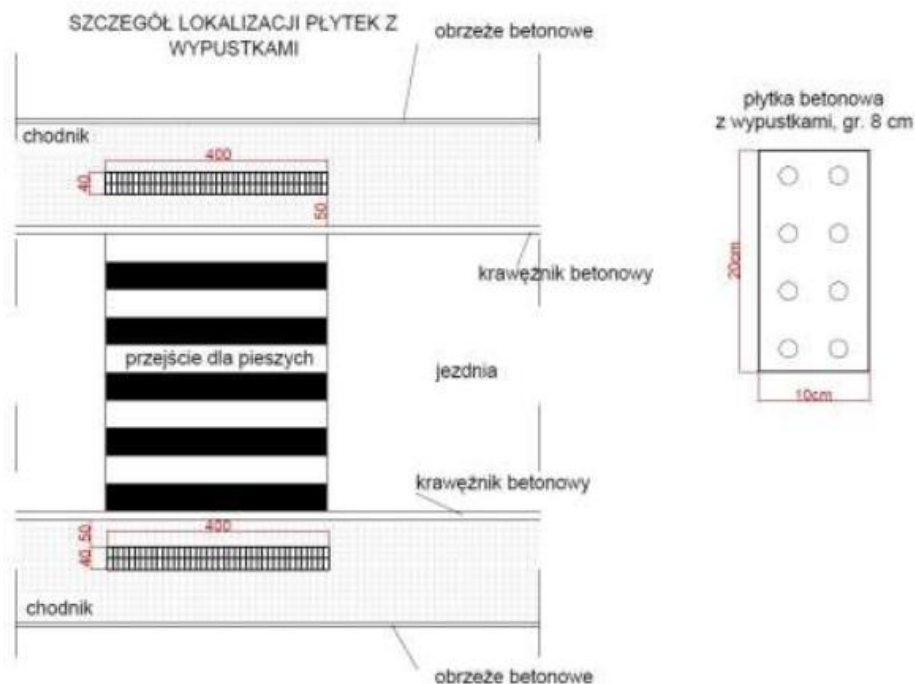 SZCZEGÓŁ LOKALIZACJI PŁYTEK Z
WYPUSTKAMI
obrzeże betonowe
chodnik
400
40
50
krawężnik betonowy
przejście dla pieszych
jezdnia
krawężnik betonowy
50
400
40
chodnik
obrzeże betonowe
płytka betonowa
z wypustkami, gr. 8 cm
20cm
10cm